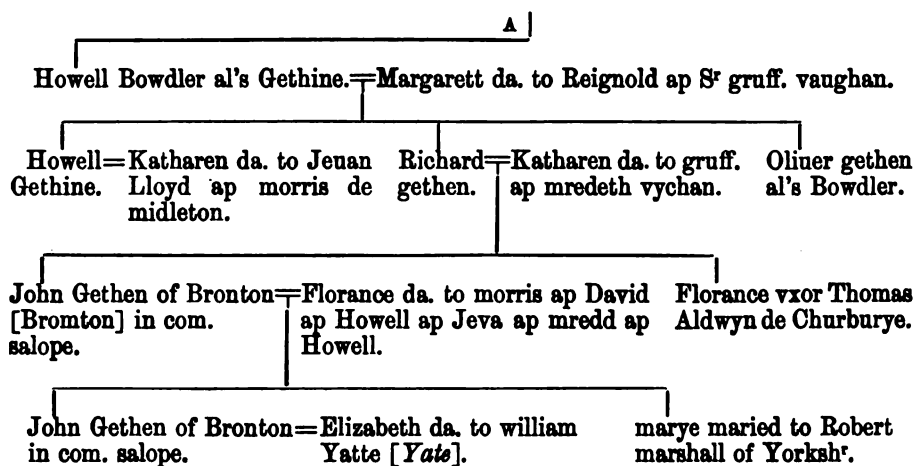 A
Howell Bowdler al's Gethine.=Margarett da. to Reignold ap Sʳ gruff. vaughan.
Howell=Katharen da. to Jeuan
Gethine. Lloyd ap morris de
midleton.
Richard=Katharen da. to gruff.
gethen. ap mredeth vychan.
Oliuer gethen
al's Bowdler.
John Gethen of Bronton=Florance da. to morris ap David
[Bromton] in com. ap Howell ap Jeva ap mredd ap
salope. Howell.
Florance vxor Thomas
Aldwyn de Churburye.
John Gethen of Bronton=Elizabeth da. to william
in com. salope. Yatte [Yate].
marye maried to Robert
marshall of Yorkshʳ.